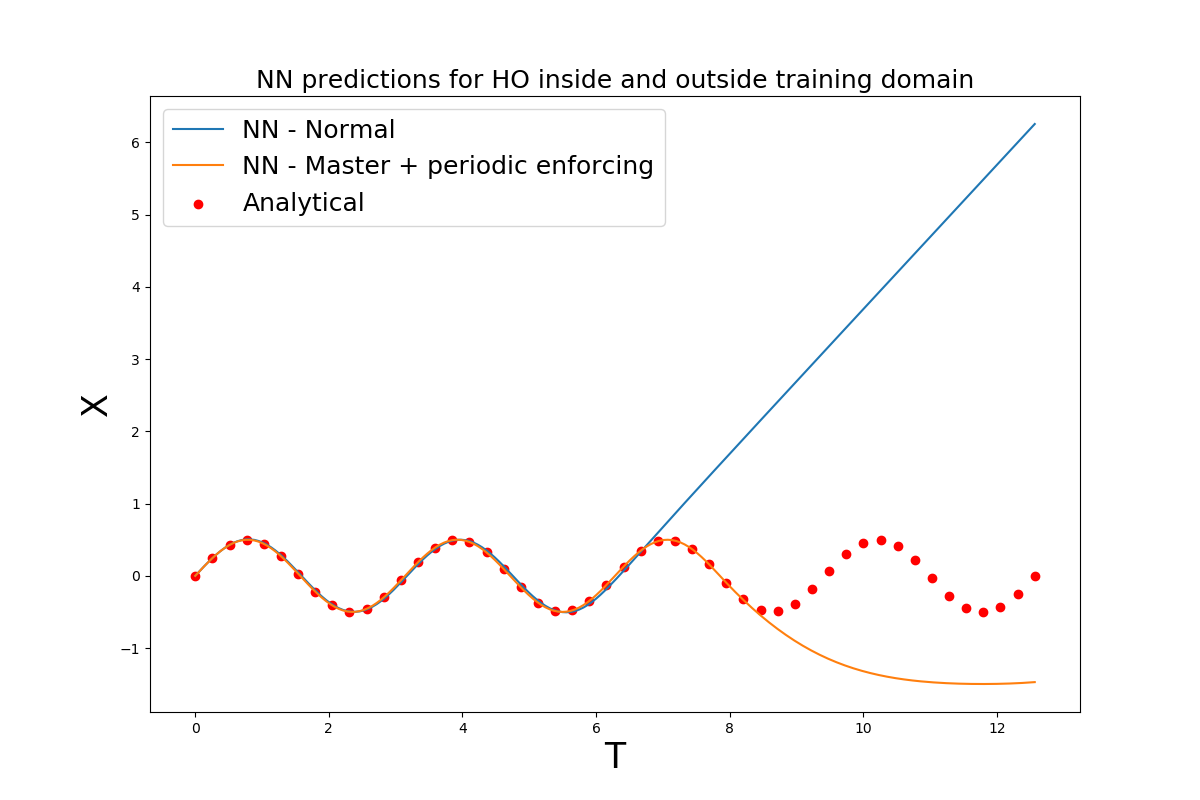 NN predictions for HO inside and outside training domain
NN - Normal
NN - Master + periodic enforcing
Analytical
6
5
4
3
2
1
0
−1
X
0 2 4 6 8 10 12
T